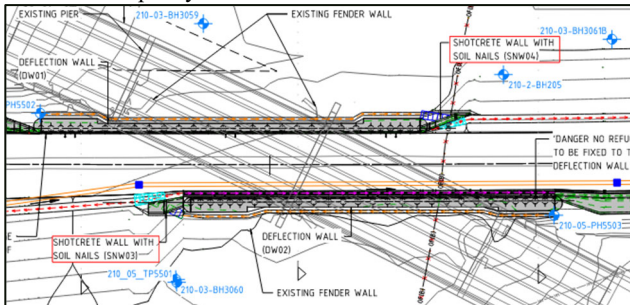 EXISTING PIER
210-03-BH3059
EXISTING FENDER WALL
210-03-BH3061B
SHOTCRETE WALL WITH
SOIL NAILS (SNW04)
DEFLECTION WALL
(DW01)
210-2-BH205
PH5502
'DANGER NO REFU
TO BE FIXED TO T
DEFLECTION WALL
SHOTCRETE WALL WITH
SOIL NAILS (SNW03)
DEFLECTION WALL
(DW02)
210-05-PH5503
210_05_TP5501
210-03-BH3060
EXISTING FENDER WALL